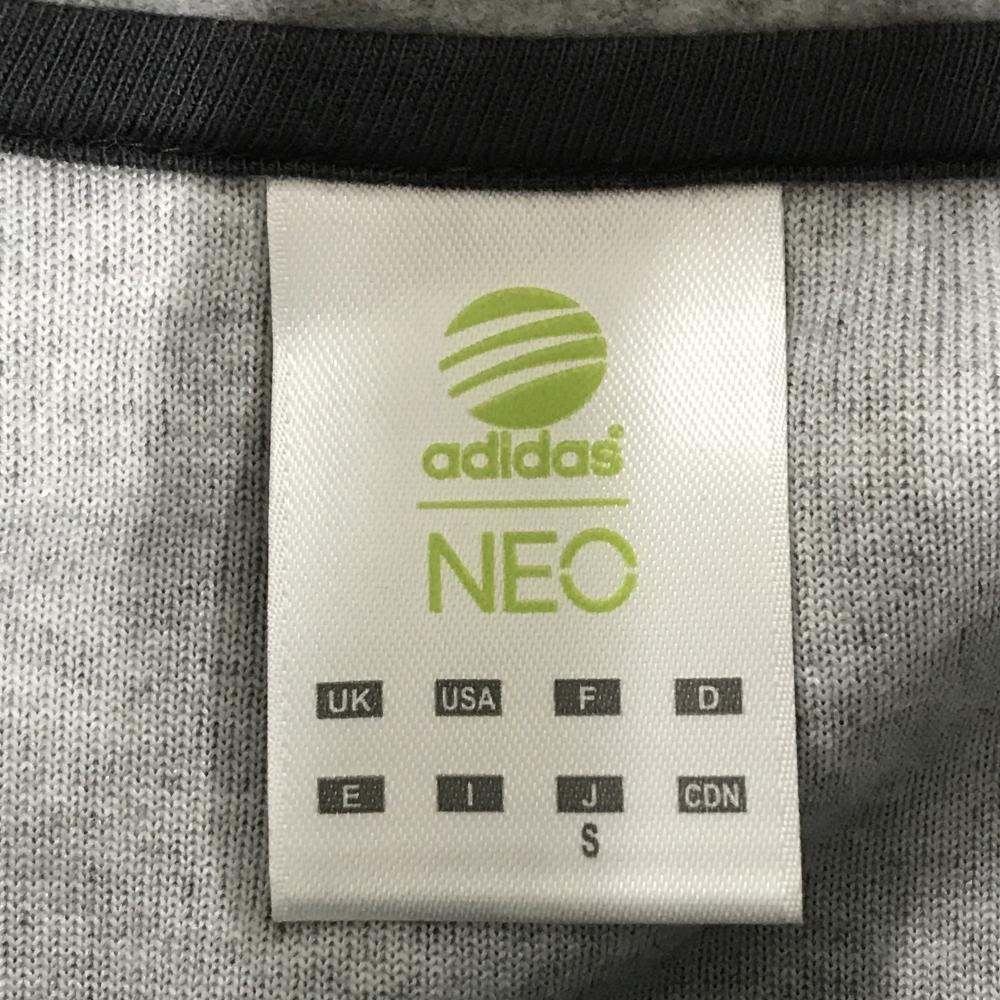 adidas
NEO
UK USA F D
E I J CDN
S